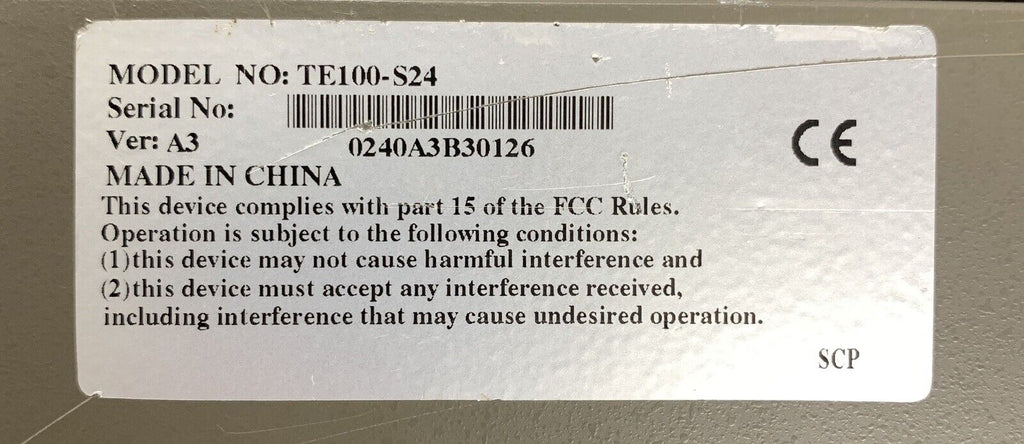 MODEL NO: TE100-S24
Serial No:
Ver: A3
0240A3B30126
MADE IN CHINA
CE
This device complies with part 15 of the FCC Rules.
Operation is subject to the following conditions:
(1)this device may not cause harmful interference and
(2)this device must accept any interference received,
including interference that may cause undesired operation.
SCP